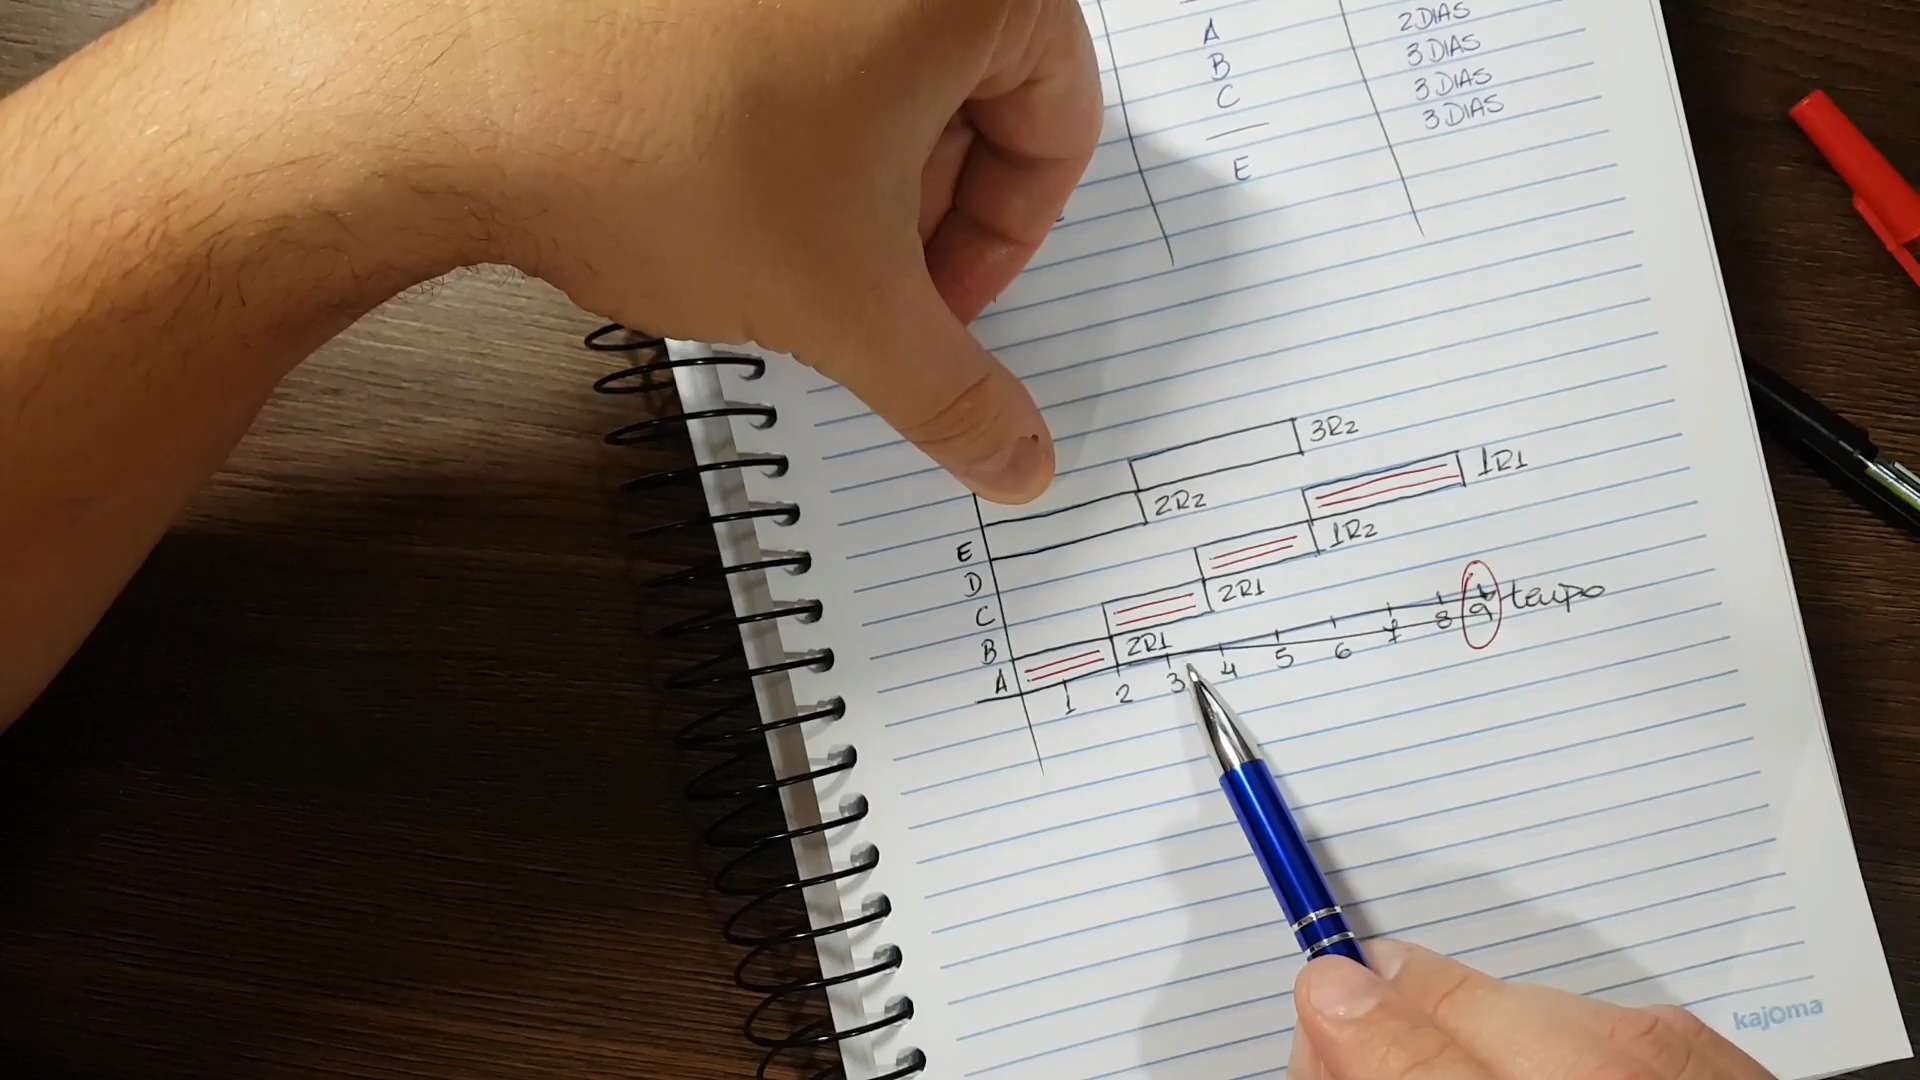 A 2 DIAS
B 3 DIAS
C 3 DIAS
3 DIAS
E
3R2
2R2 1R1
E
D 1R2
C 2R1
B 2R1
A
1 2 3 4 5 6 7 8 9 tempo
kajoma